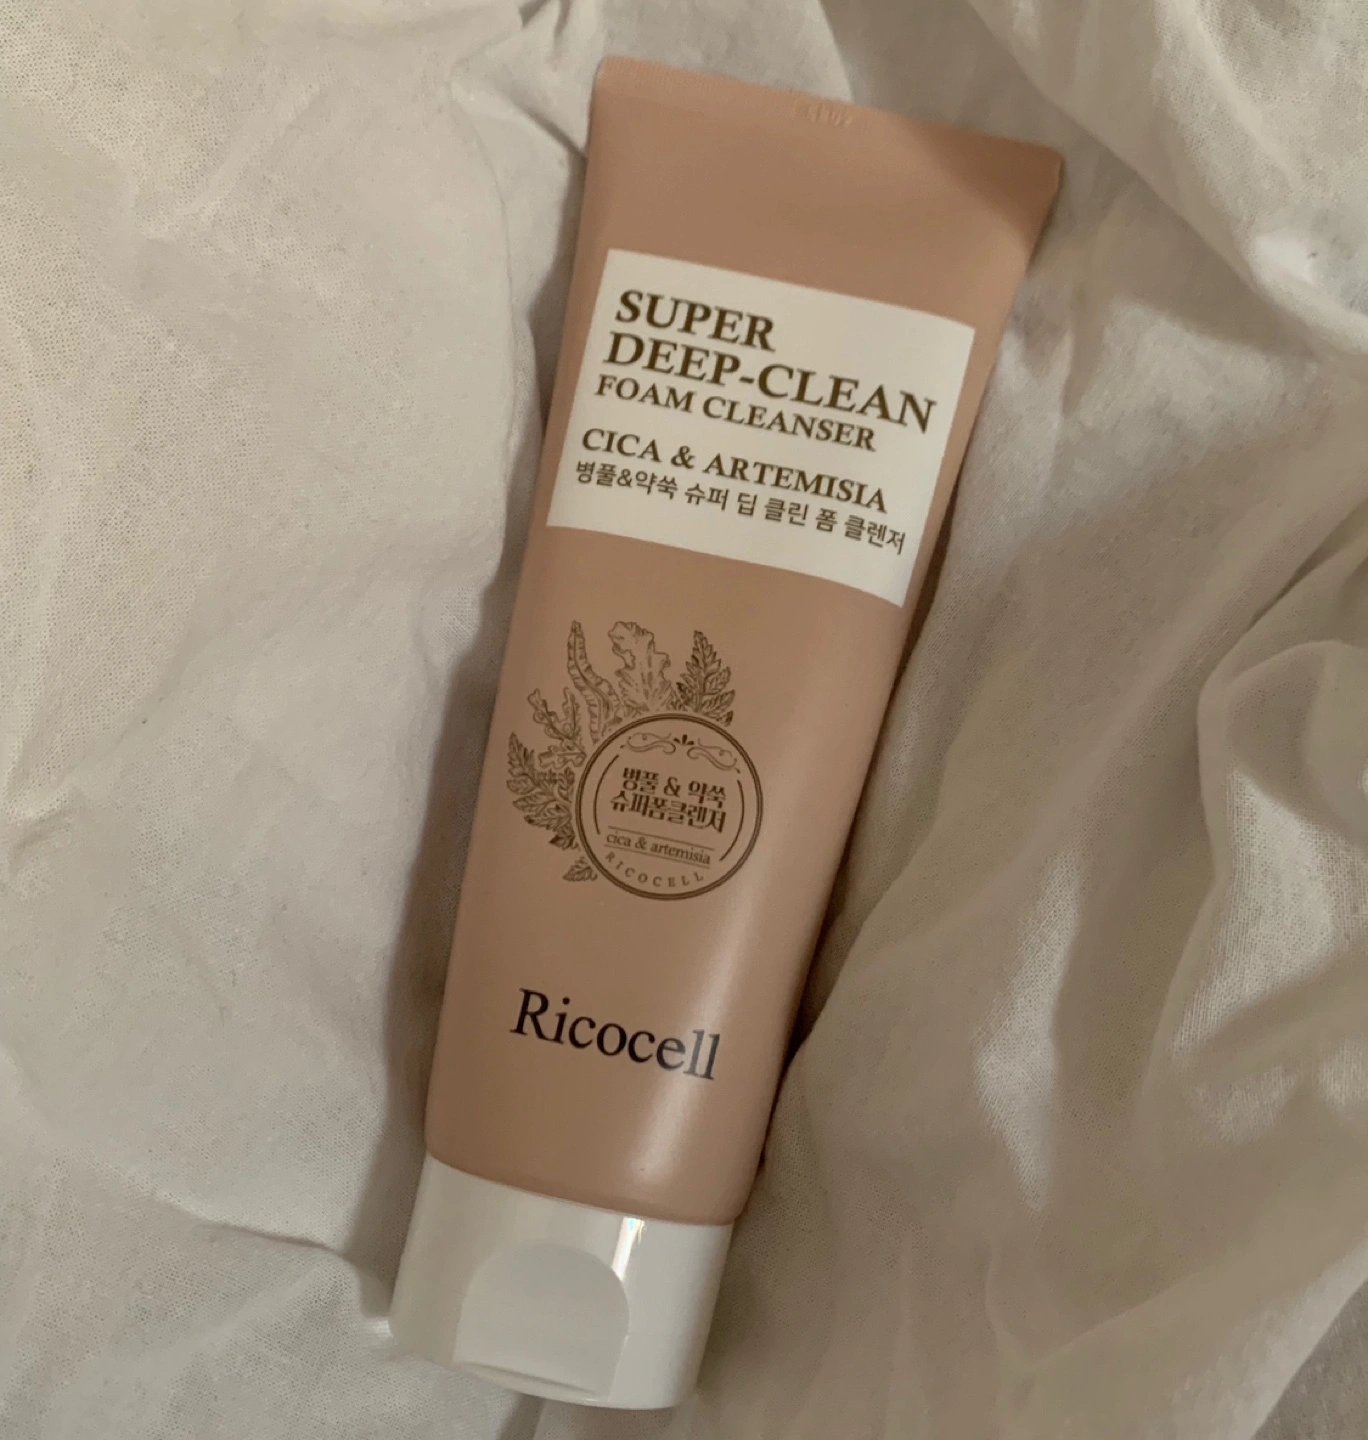 SUPER
DEEP-CLEAN
FOAM CLEANSER
CICA & ARTEMISIA
병풀&약쑥 슈퍼 딥 클린 폼 클렌저
병풀 & 약쑥
슈퍼폼클렌저
cica & artemisia
RICOCELL
Ricocell